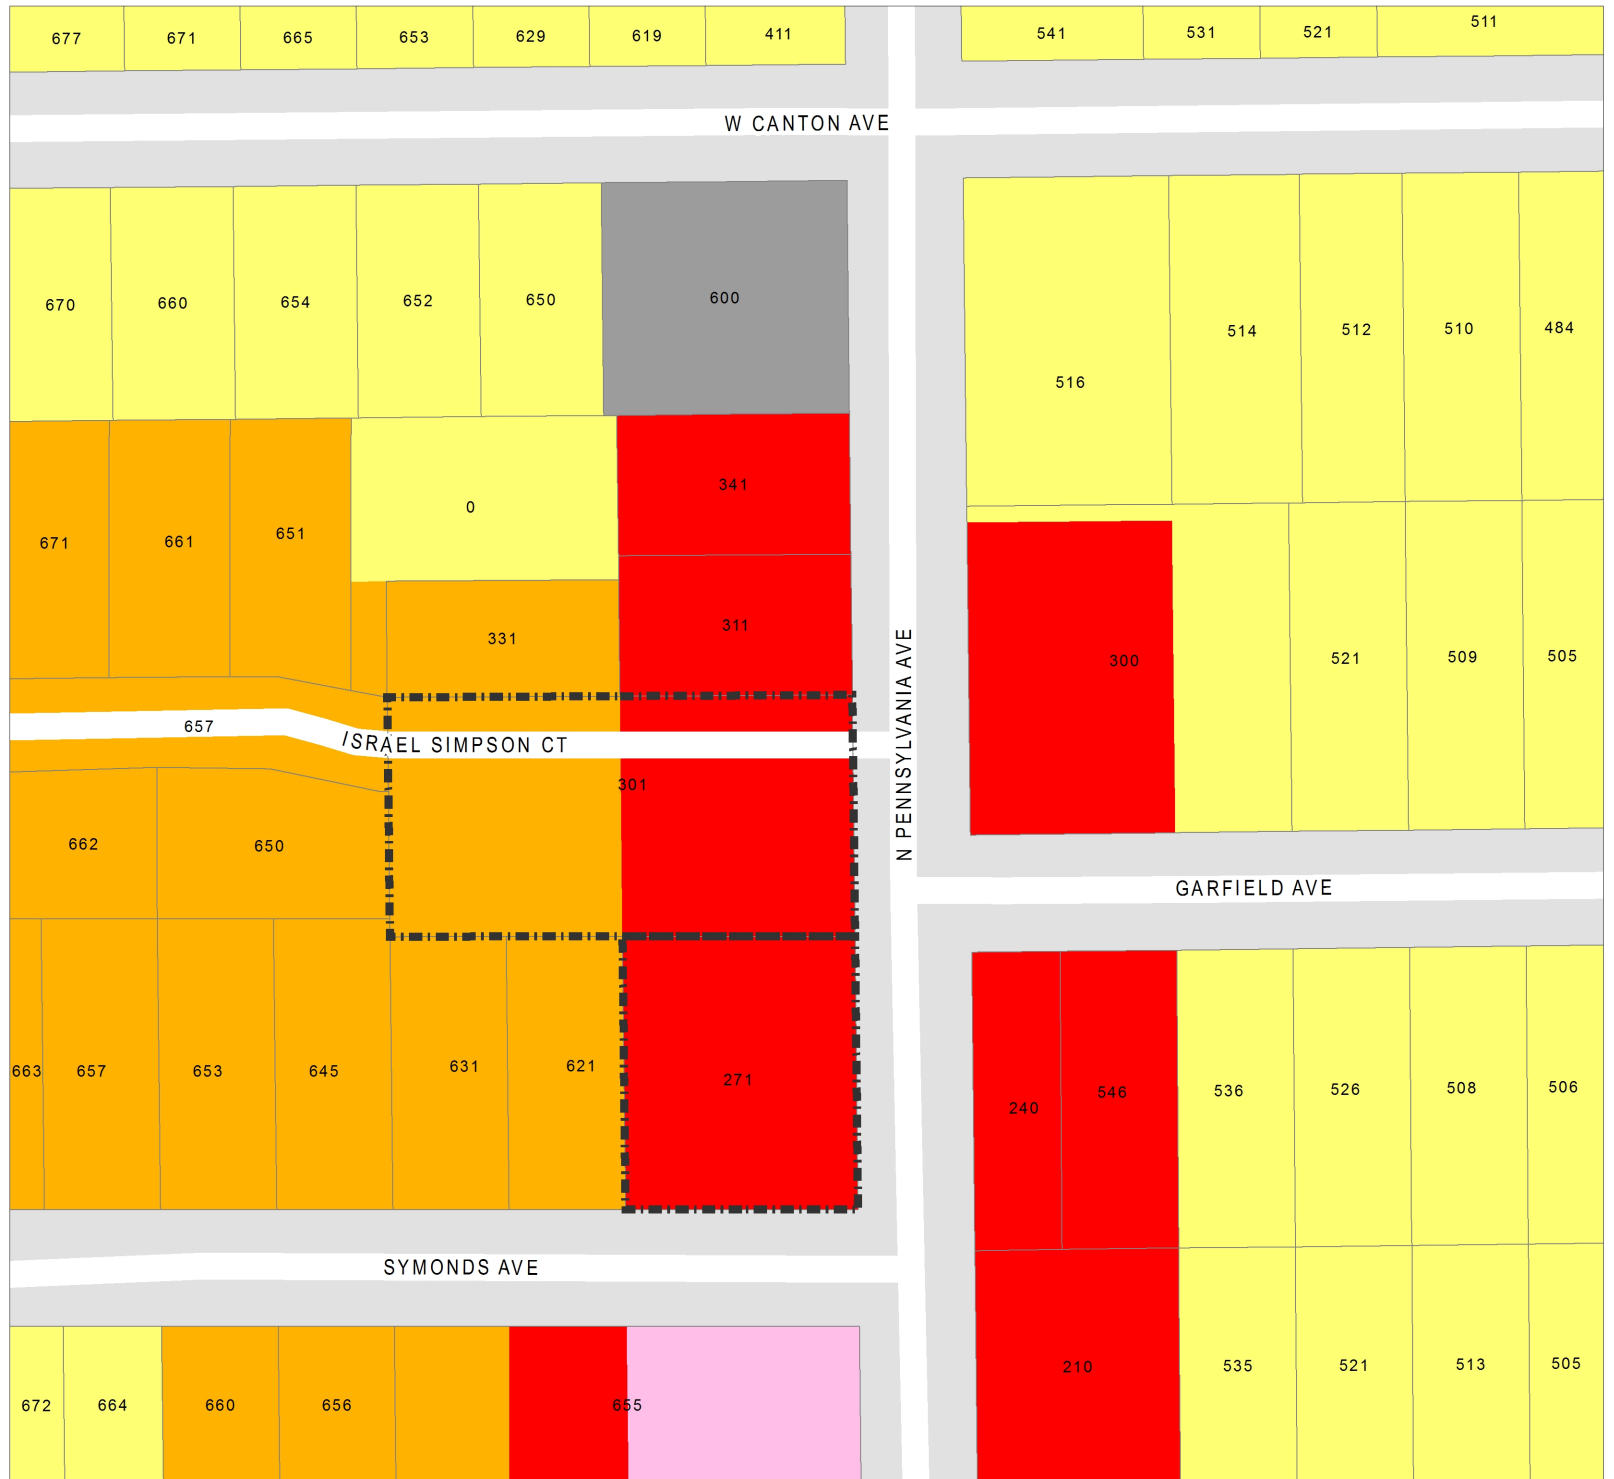 677 671 665 653 629 619 411 541 531 521 511
W CANTON AVE
670 660 654 652 650 600 516 514 512 510 484
671 661 651 0 341
331 311 300 521 509 505
N PENNSYLVANIA AVE
657
ISRAEL SIMPSON CT
301
662 650
GARFIELD AVE
663 657 653 645 631 621 271 240 546 536 526 508 506
SYMONDS AVE
672 664 660 656 655 210 535 521 513 505